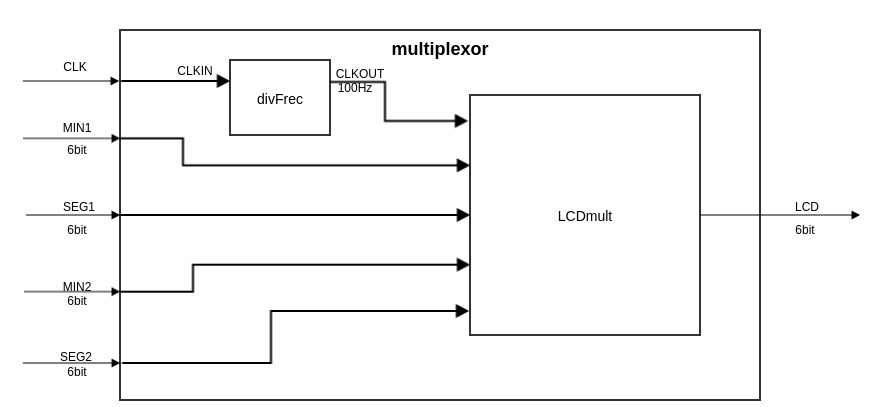 multiplexor
CLK
CLKIN
divFrec
CLKOUT
100Hz
MIN1
6bit
SEG1
6bit
LCDmult
LCD
6bit
MIN2
6bit
SEG2
6bit